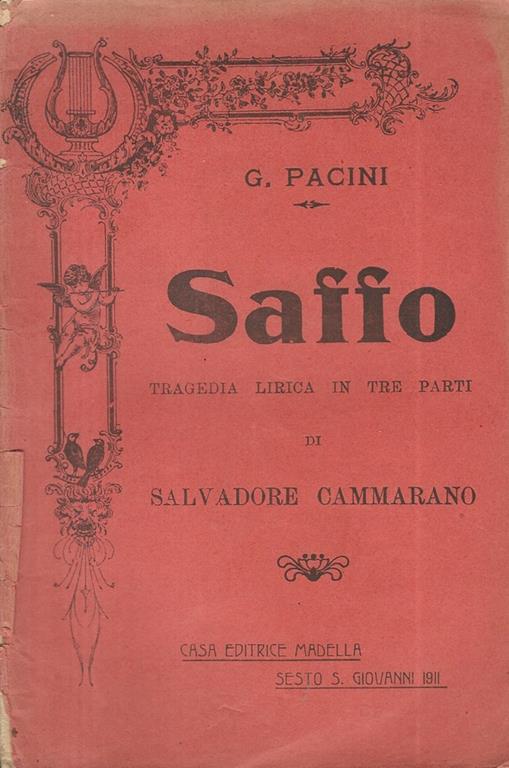 G. PACINI
Saffo
TRAGEDIA LIRICA IN TRE PARTI
DI
SALVADORE CAMMARANO
CASA EDITRICE MADELLA
SESTO S. GIOVANNI 1911